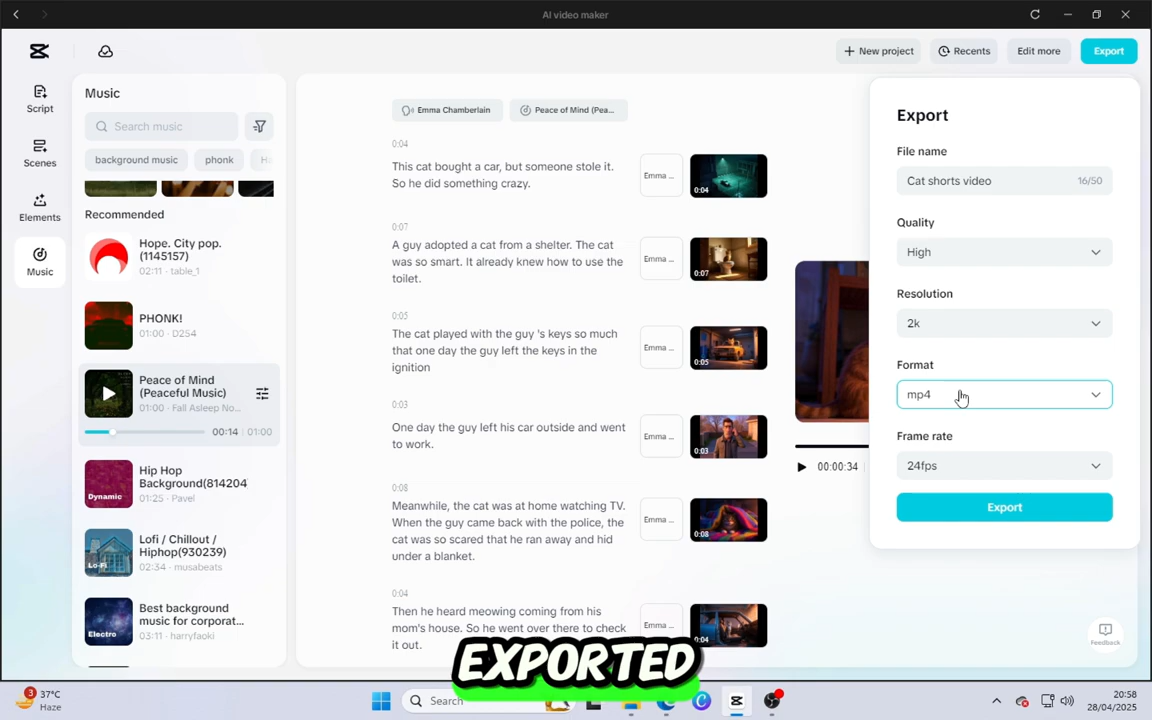 AI video maker
New project
Recents
Edit more
Export
Script
Scenes
Elements
Music
Music
Search music
background music
phonk
Recommended
Hope. City pop.
(1145157)
02:11 · table_1
PHONK!
01:00 · D2S4
Peace of Mind
(Peaceful Music)
01:00 · Fall Asleep No...
00:14
01:00
Hip Hop
Background(814204
01:25 · Pavel
Dynamic
Lofi / Chillout /
Hiphop(930239)
02:34 · musabeats
Lo-Fi
Best background
music for corporat...
03:11 · harryfaoki
Electro
Emma Chamberlain
Peace of Mind (Pea...
0:04
This cat bought a car, but someone stole it.
So he did something crazy.
Emma ...
0:04
0:07
A guy adopted a cat from a shelter. The cat
was so smart. It already knew how to use the
toilet.
Emma ...
0:07
0:05
The cat played with the guy 's keys so much
that one day the guy left the keys in the
ignition
Emma ...
0:05
0:03
One day the guy left his car outside and went
to work.
Emma ...
0:03
0:08
Meanwhile, the cat was at home watching TV.
When the guy came back with the police, the
cat was so scared that he ran away and hid
under a blanket.
Emma ...
0:08
0:04
Then he heard meowing coming from his
mom's house. So he went over there to check
it out.
Emma ...
0:04
00:00:34
Export
File name
Cat shorts video
16/50
Quality
High
Resolution
2k
Format
mp4
Frame rate
24fps
Export
Feedback
EXPORTED
3
37°C
Haze
Search
20:58
28/04/2025